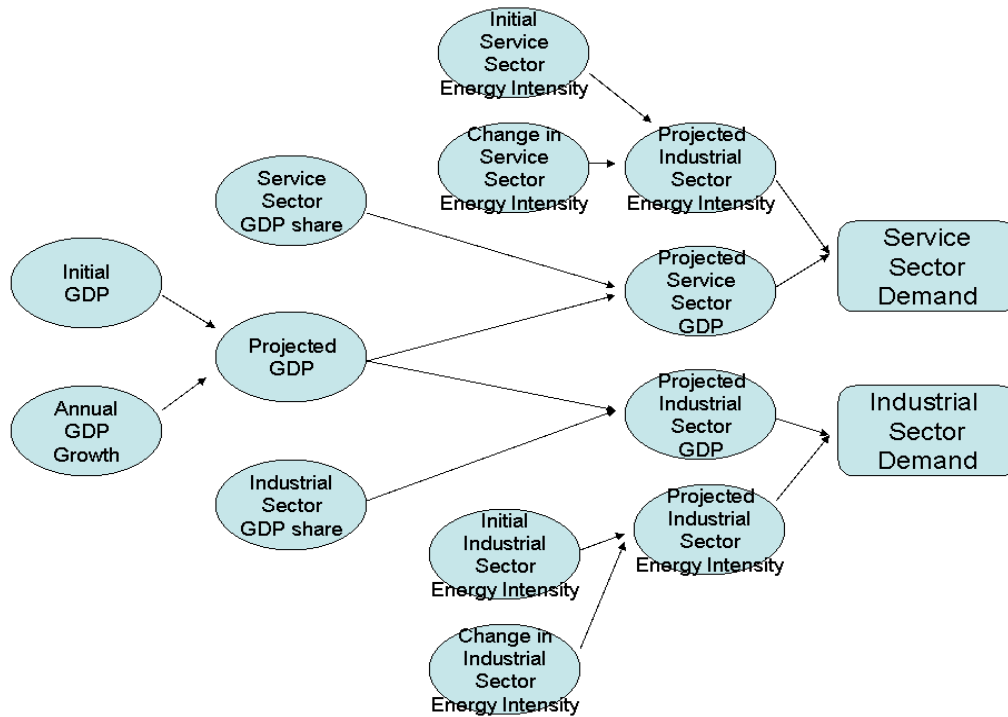 Initial
Service
Sector
Energy Intensity
Change in
Service
Sector
Energy Intensity
Projected
Industrial
Sector
Energy Intensity
Service
Sector
GDP share
Service
Sector
Demand
Initial
GDP
Projected
Service
Sector
GDP
Projected
GDP
Annual
GDP
Growth
Projected
Industrial
Sector
GDP
Industrial
Sector
Demand
Industrial
Sector
GDP share
Projected
Industrial
Sector
Energy Intensity
Initial
Industrial
Sector
Energy Intensity
Change in
Industrial
Sector
Energy Intensity